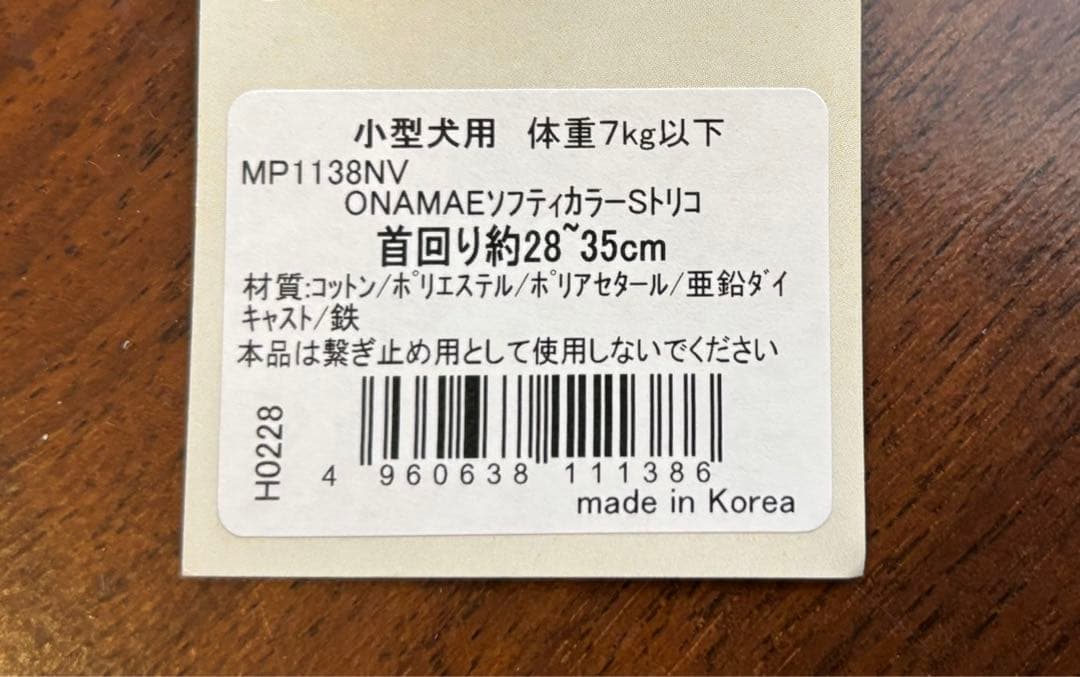 小型犬用　体重7kg以下
MP1138NV
ONAMAEソフティカラーSトリコ
首回り約28~35cm
材質:コットン/ポリエステル/ポリアセタール/亜鉛ダイ
キャスト/鉄
本品は繋ぎ止め用として使用しないでください
H0228
4 960638 111386
made in Korea